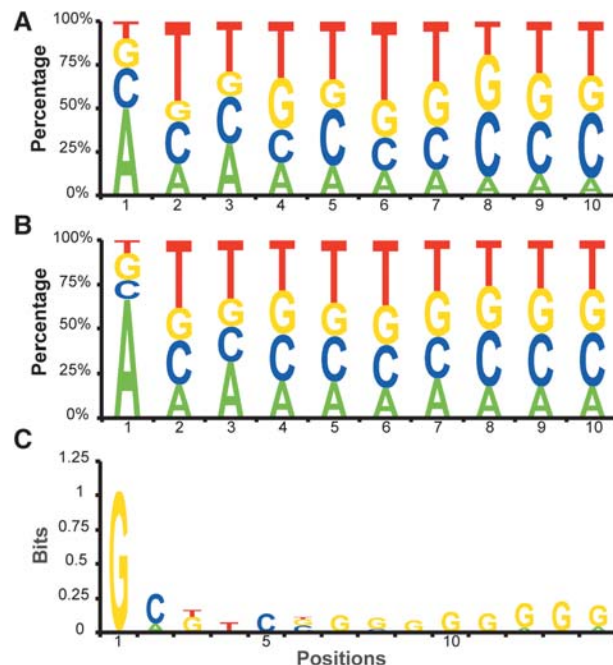 A
Percentage
100%
75%
50%
25%
0%
T T T T T T T T T T
G G G G G G G G G G
C C C C C C C C C C
A A A A A A A A A A
1 2 3 4 5 6 7 8 9 10
B
Percentage
100%
75%
50%
25%
0%
T T T T T T T T T T
G G G G G G G G G G
C C C C C C C C C C
A A A A A A A A A A
1 2 3 4 5 6 7 8 9 10
C
Bits
1.25
1
0.75
0.5
0.25
0
G C T T C G G G G G G G G G
1 5 10
Positions